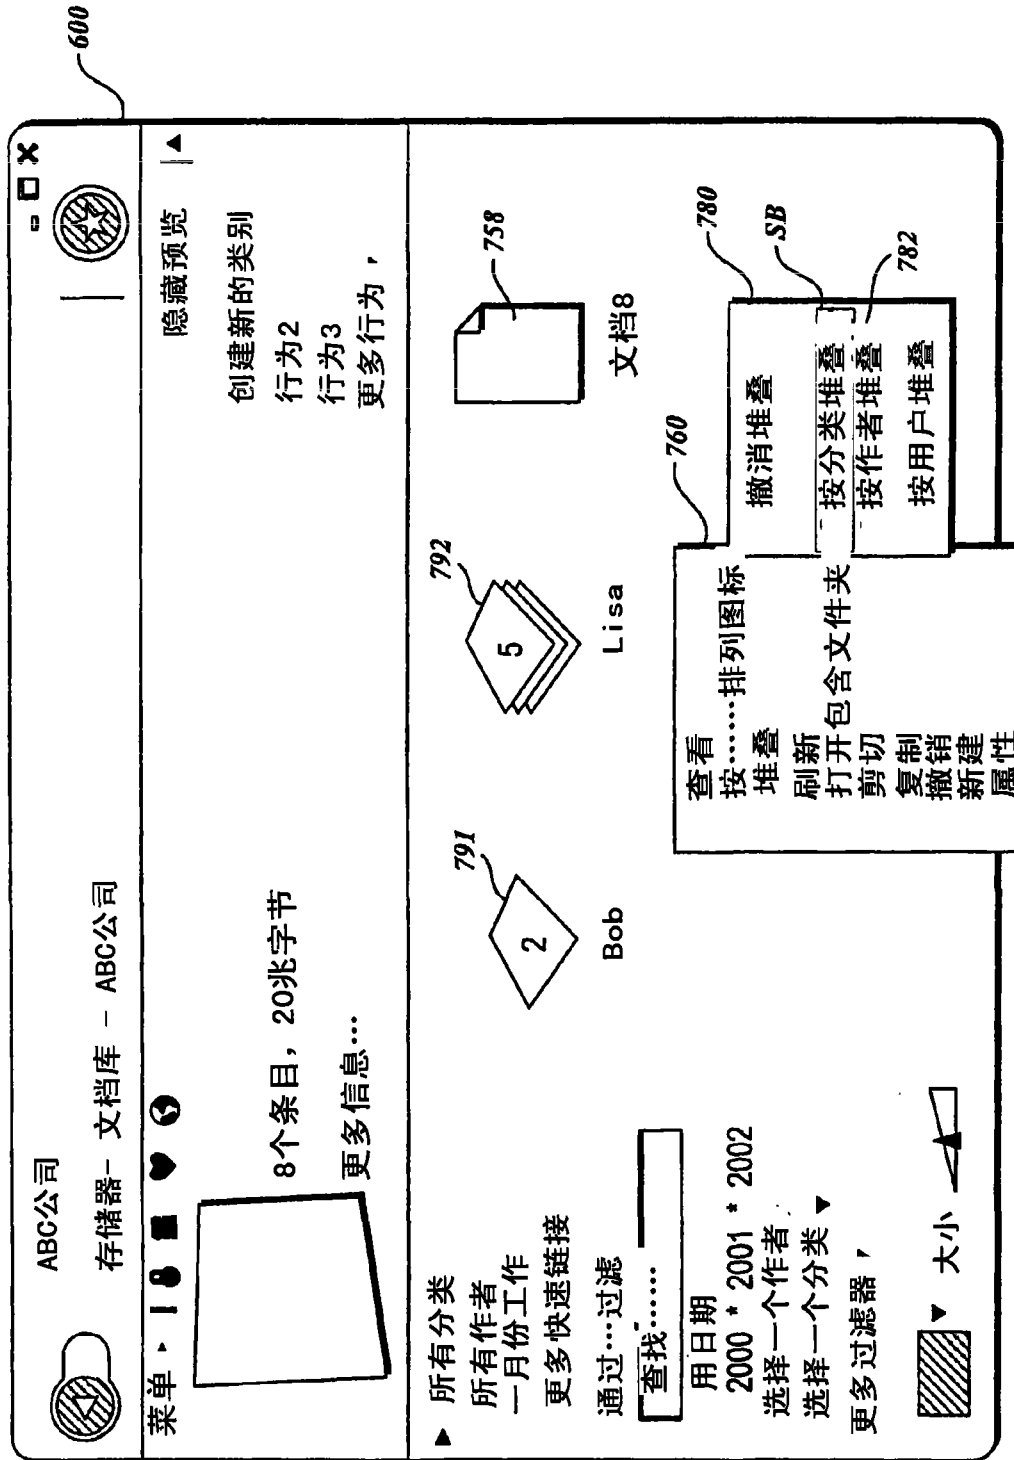 600
ABC公司
存储器- 文档库 - ABC公司
菜单
隐藏预览
8个条目, 20兆字节
更多信息…
创建新的类别
行为2
行为3
更多行为
所有分类
所有作者
一月份工作
更多快速链接
通过…过滤
查找……
用日期
2000 * 2001 * 2002
选择一个作者
选择一个分类
更多过滤器
大小
791
2
Bob
792
5
Lisa
758
文档8
760
查看
按……排列图标
堆叠
刷新
打开包含文件夹
剪切
复制
撤销
新建
属性
780
SB
782
撤消堆叠
按分类堆叠
按作者堆叠
按用户堆叠